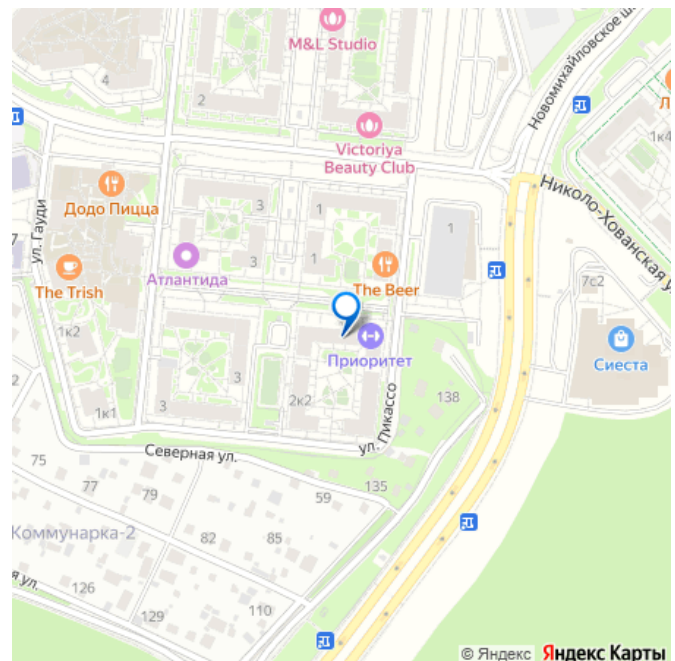 M&L Studio
Новомихайловское ш
4
2
Victoriya
Beauty Club
Л
1к4
Николо-Хованская у
Додо Пицца
ул. Гауди
7
3
1
1
Атлантида
3
1
The Trish
The Beer
7с2
Сиеста
1к2
Приоритет
3
2к2
138
3
1к1
ул. Пикассо
Северная ул.
75
77
79
59
135
Коммунарка-2
82
85
я ул.
126
129
110
© Яндекс Яндекс Карты